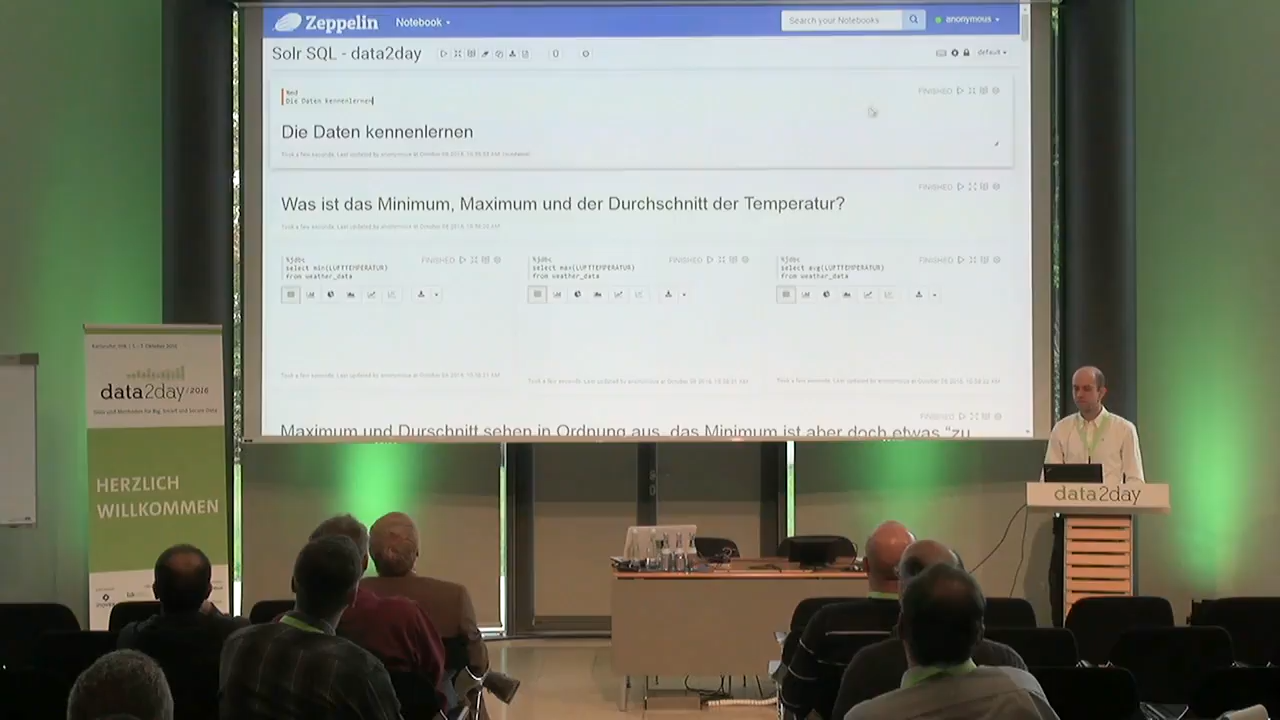 Zeppelin Notebook Search your Notebooks anonymous
Solr SQL - data2day default
%md
Die Daten kennenlernen
FINISHED
Die Daten kennenlernen
FINISHED
Was ist das Minimum, Maximum und der Durchschnitt der Temperatur?
%jdbc
select min(LUFTTEMPERATUR)
from weather_data
FINISHED
%jdbc
select max(LUFTTEMPERATUR)
from weather_data
FINISHED
%jdbc
select avg(LUFTTEMPERATUR)
from weather_data
FINISHED
FINISHED
Maximum und Durschnitt sehen in Ordnung aus, das Minimum ist aber doch etwas "zu
data2day 2016
HERZLICH
WILLKOMMEN
data2day